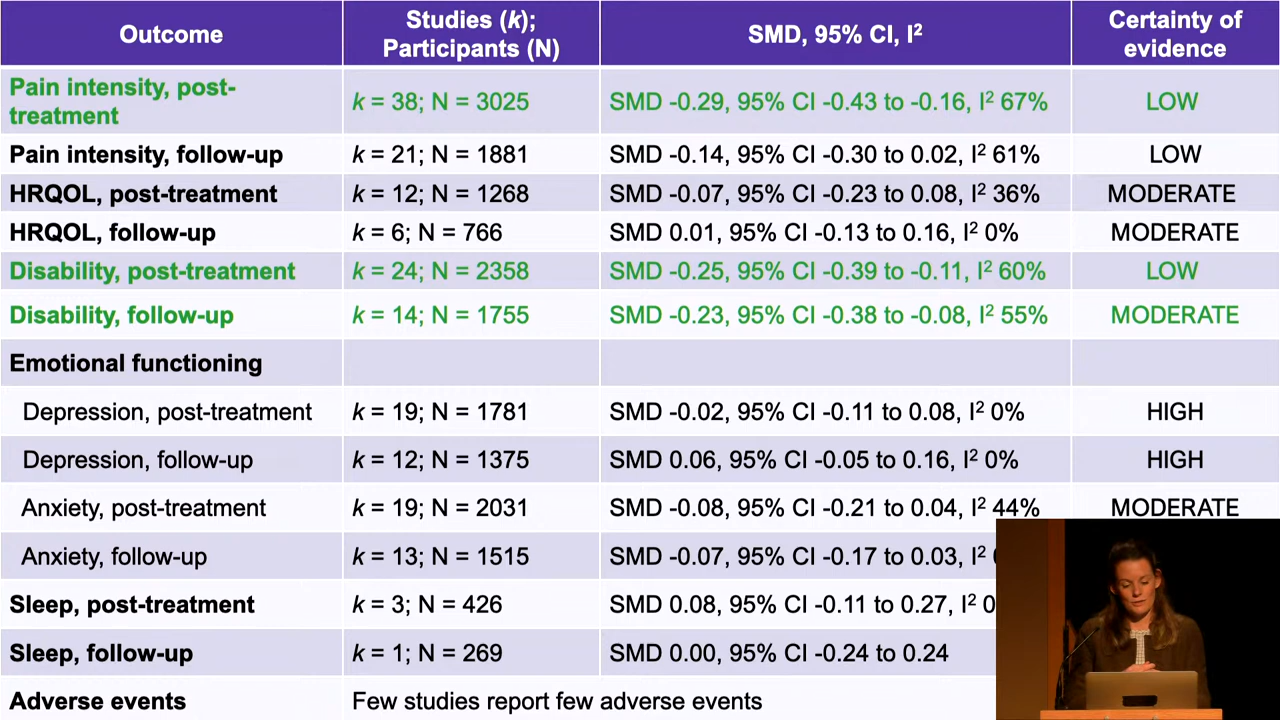 Outcome
Studies (k);
Participants (N)
SMD, 95% CI, I²
Certainty of
evidence
Pain intensity, post-
treatment
k = 38; N = 3025
SMD -0.29, 95% CI -0.43 to -0.16, I² 67%
LOW
Pain intensity, follow-up
k = 21; N = 1881
SMD -0.14, 95% CI -0.30 to 0.02, I² 61%
LOW
HRQOL, post-treatment
k = 12; N = 1268
SMD -0.07, 95% CI -0.23 to 0.08, I² 36%
MODERATE
HRQOL, follow-up
k = 6; N = 766
SMD 0.01, 95% CI -0.13 to 0.16, I² 0%
MODERATE
Disability, post-treatment
k = 24; N = 2358
SMD -0.25, 95% CI -0.39 to -0.11, I² 60%
LOW
Disability, follow-up
k = 14; N = 1755
SMD -0.23, 95% CI -0.38 to -0.08, I² 55%
MODERATE
Emotional functioning
Depression, post-treatment
k = 19; N = 1781
SMD -0.02, 95% CI -0.11 to 0.08, I² 0%
HIGH
Depression, follow-up
k = 12; N = 1375
SMD 0.06, 95% CI -0.05 to 0.16, I² 0%
HIGH
Anxiety, post-treatment
k = 19; N = 2031
SMD -0.08, 95% CI -0.21 to 0.04, I² 44%
MODERATE
Anxiety, follow-up
k = 13; N = 1515
SMD -0.07, 95% CI -0.17 to 0.03, I²
Sleep, post-treatment
k = 3; N = 426
SMD 0.08, 95% CI -0.11 to 0.27, I² 0
Sleep, follow-up
k = 1; N = 269
SMD 0.00, 95% CI -0.24 to 0.24
Adverse events
Few studies report few adverse events